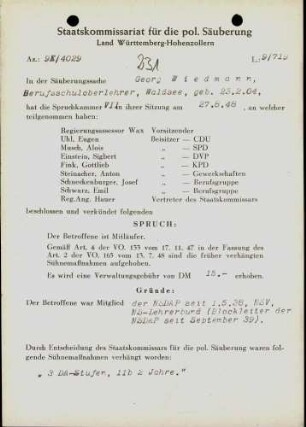 Staatskommissariat für die pol. Säuberung
Land Württemberg-Hohenzollern
Az.: 9K/4029
L.9/719
In der Säuberungssache Georg Wiedmann,
Berufsschuloberlehrer, Waldsee, geb. 23.2.04,
hat die Spruchkammer VII in ihrer Sitzung am 27.8.48, an welcher
teilgenommen haben:
Regierungsassessor Wax Vorsitzender
Uhl, Eugen Beisitzer — CDU
Musch, Alois „ — SPD
Einstein, Sigbert „ — DVP
Fink, Gottlieb „ — KPD
Steinacher, Anton „ — Gewerkschaften
Schneckenburger, Josef „ — Berufsgruppe
Schwarz, Emil „ — Berufsgruppe
Reg.Ang. Hauer Vertreter des Staatskommissars
beschlossen und verkündet folgenden
SPRUCH:
Der Betroffene ist Mitläufer.
Gemäß Art. 4 der VO. 133 vom 17. 11. 47 in der Fassung des
Art. 2 der VO. 165 vom 13. 7. 48 sind die früher verhängten
Sühnemaßnahmen aufgehoben.
Es wird eine Verwaltungsgebühr von DM 15.- erhoben.
Gründe:
Der Betroffene war Mitglied der NSDAP seit 1.5.38, NSV,
NS-Lehrerbund (Blockleiter der
NSDAP seit September 39).
Durch Entscheidung des Staatskommissars für die pol. Säuberung waren
folgende Sühnemaßnahmen verhängt worden:
„ 3 DA-Stufen, IIb 2 Jahre."